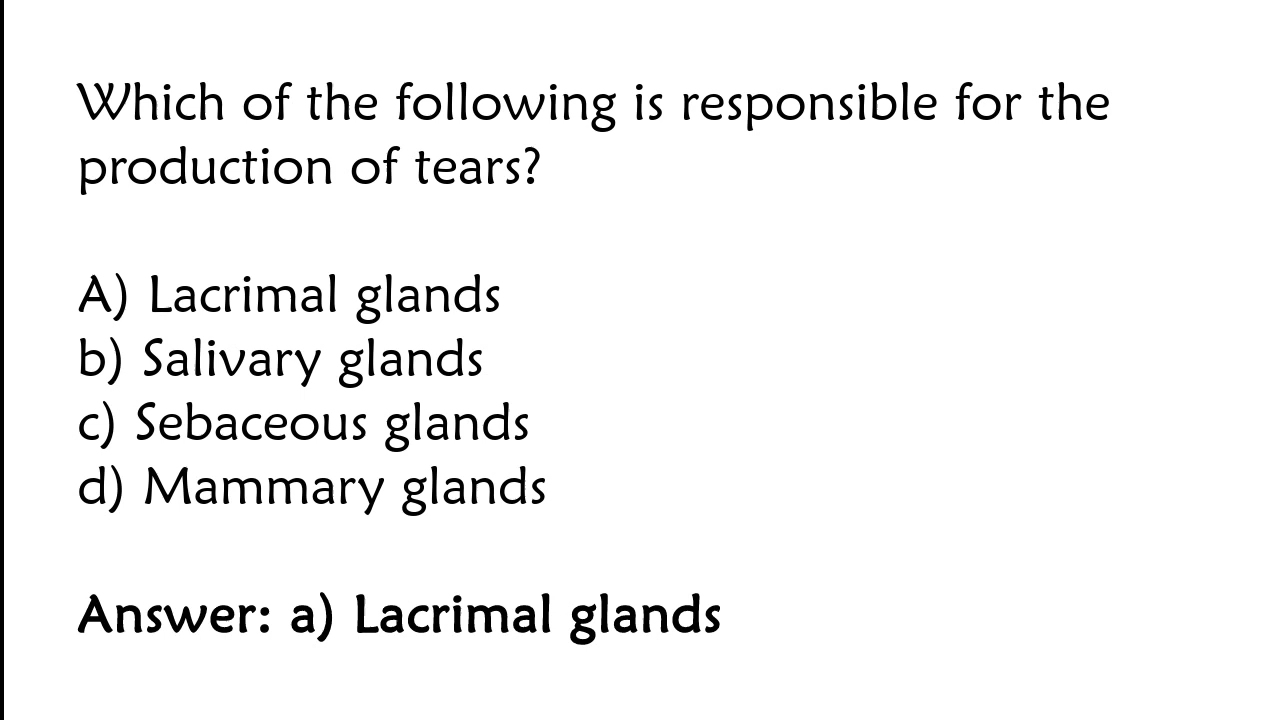 Which of the following is responsible for the
production of tears?
A) Lacrimal glands
b) Salivary glands
c) Sebaceous glands
d) Mammary glands
Answer: a) Lacrimal glands